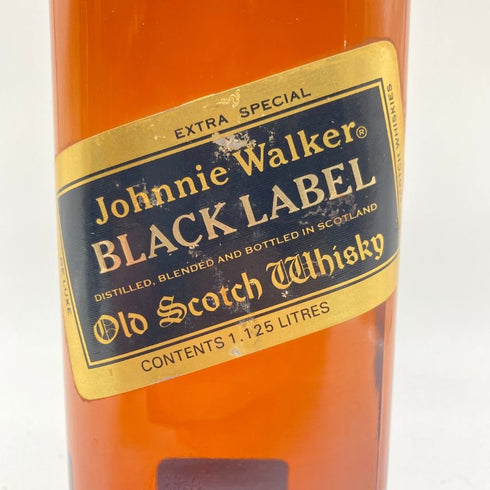 EXTRA SPECIAL
Johnnie Walker®
BLACK LABEL
DISTILLED, BLENDED AND BOTTLED IN SCOTLAND
Old Scotch Whisky
CONTENTS 1.125 LITRES
WHISKIES